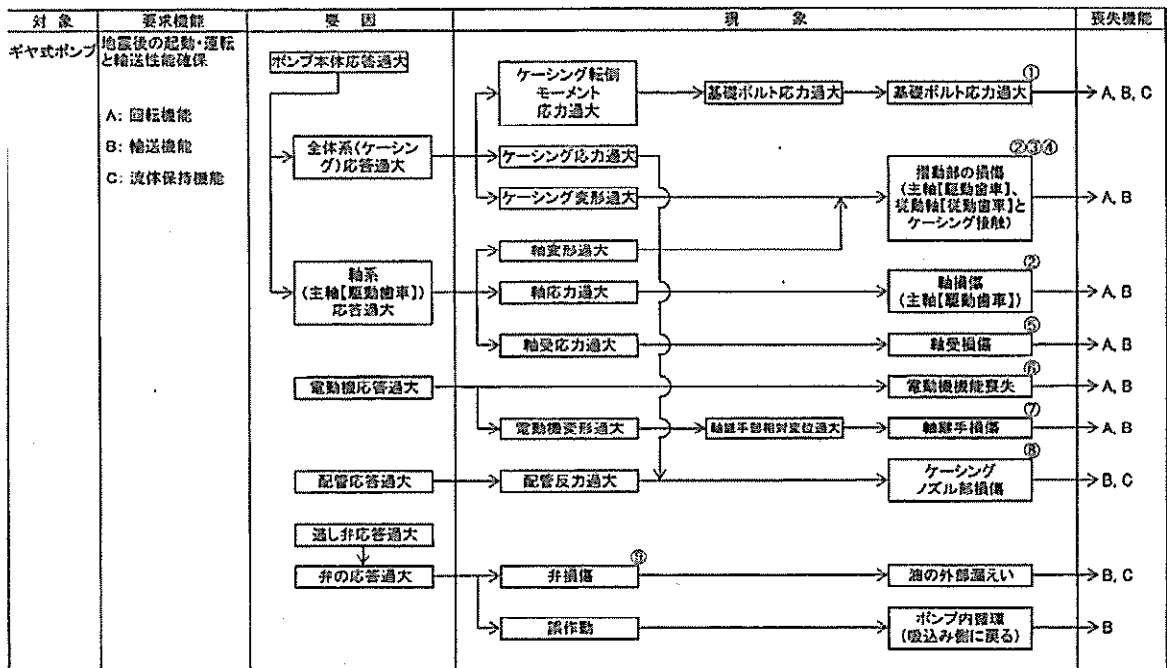 対象
要求機能
要因
現象
喪失機能
ギヤ式ポンプ
地震後の起動・運転
と輸送性能確保
A: 回転機能
B: 輸送機能
C: 流体保持機能
ポンプ本体応答過大
全体系(ケーシン
グ)応答過大
ケーシング転倒
モーメント
応力過大
基礎ボルト応力過大
①
基礎ボルト応力過大
A, B, C
ケーシング応力過大
ケーシング変形過大
②③④
摺動部の損傷
(主軸[駆動歯車]、
従動軸[従動歯車]と
ケーシング接触)
A, B
軸系
(主軸[駆動歯車])
応答過大
軸変形過大
軸応力過大
②
軸損傷
(主軸[駆動歯車])
A, B
軸受応力過大
⑤
軸受損傷
A, B
電動機応答過大
⑥
電動機機能喪失
A, B
電動機変形過大
軸継手部相対変位過大
⑦
軸継手損傷
A, B
配管応答過大
配管反力過大
⑧
ケーシング
ノズル部損傷
B, C
逃し弁応答過大
弁の応答過大
⑨
弁損傷
油の外部漏えい
B, C
誤作動
ポンプ内循環
(吸込み側に戻る)
B